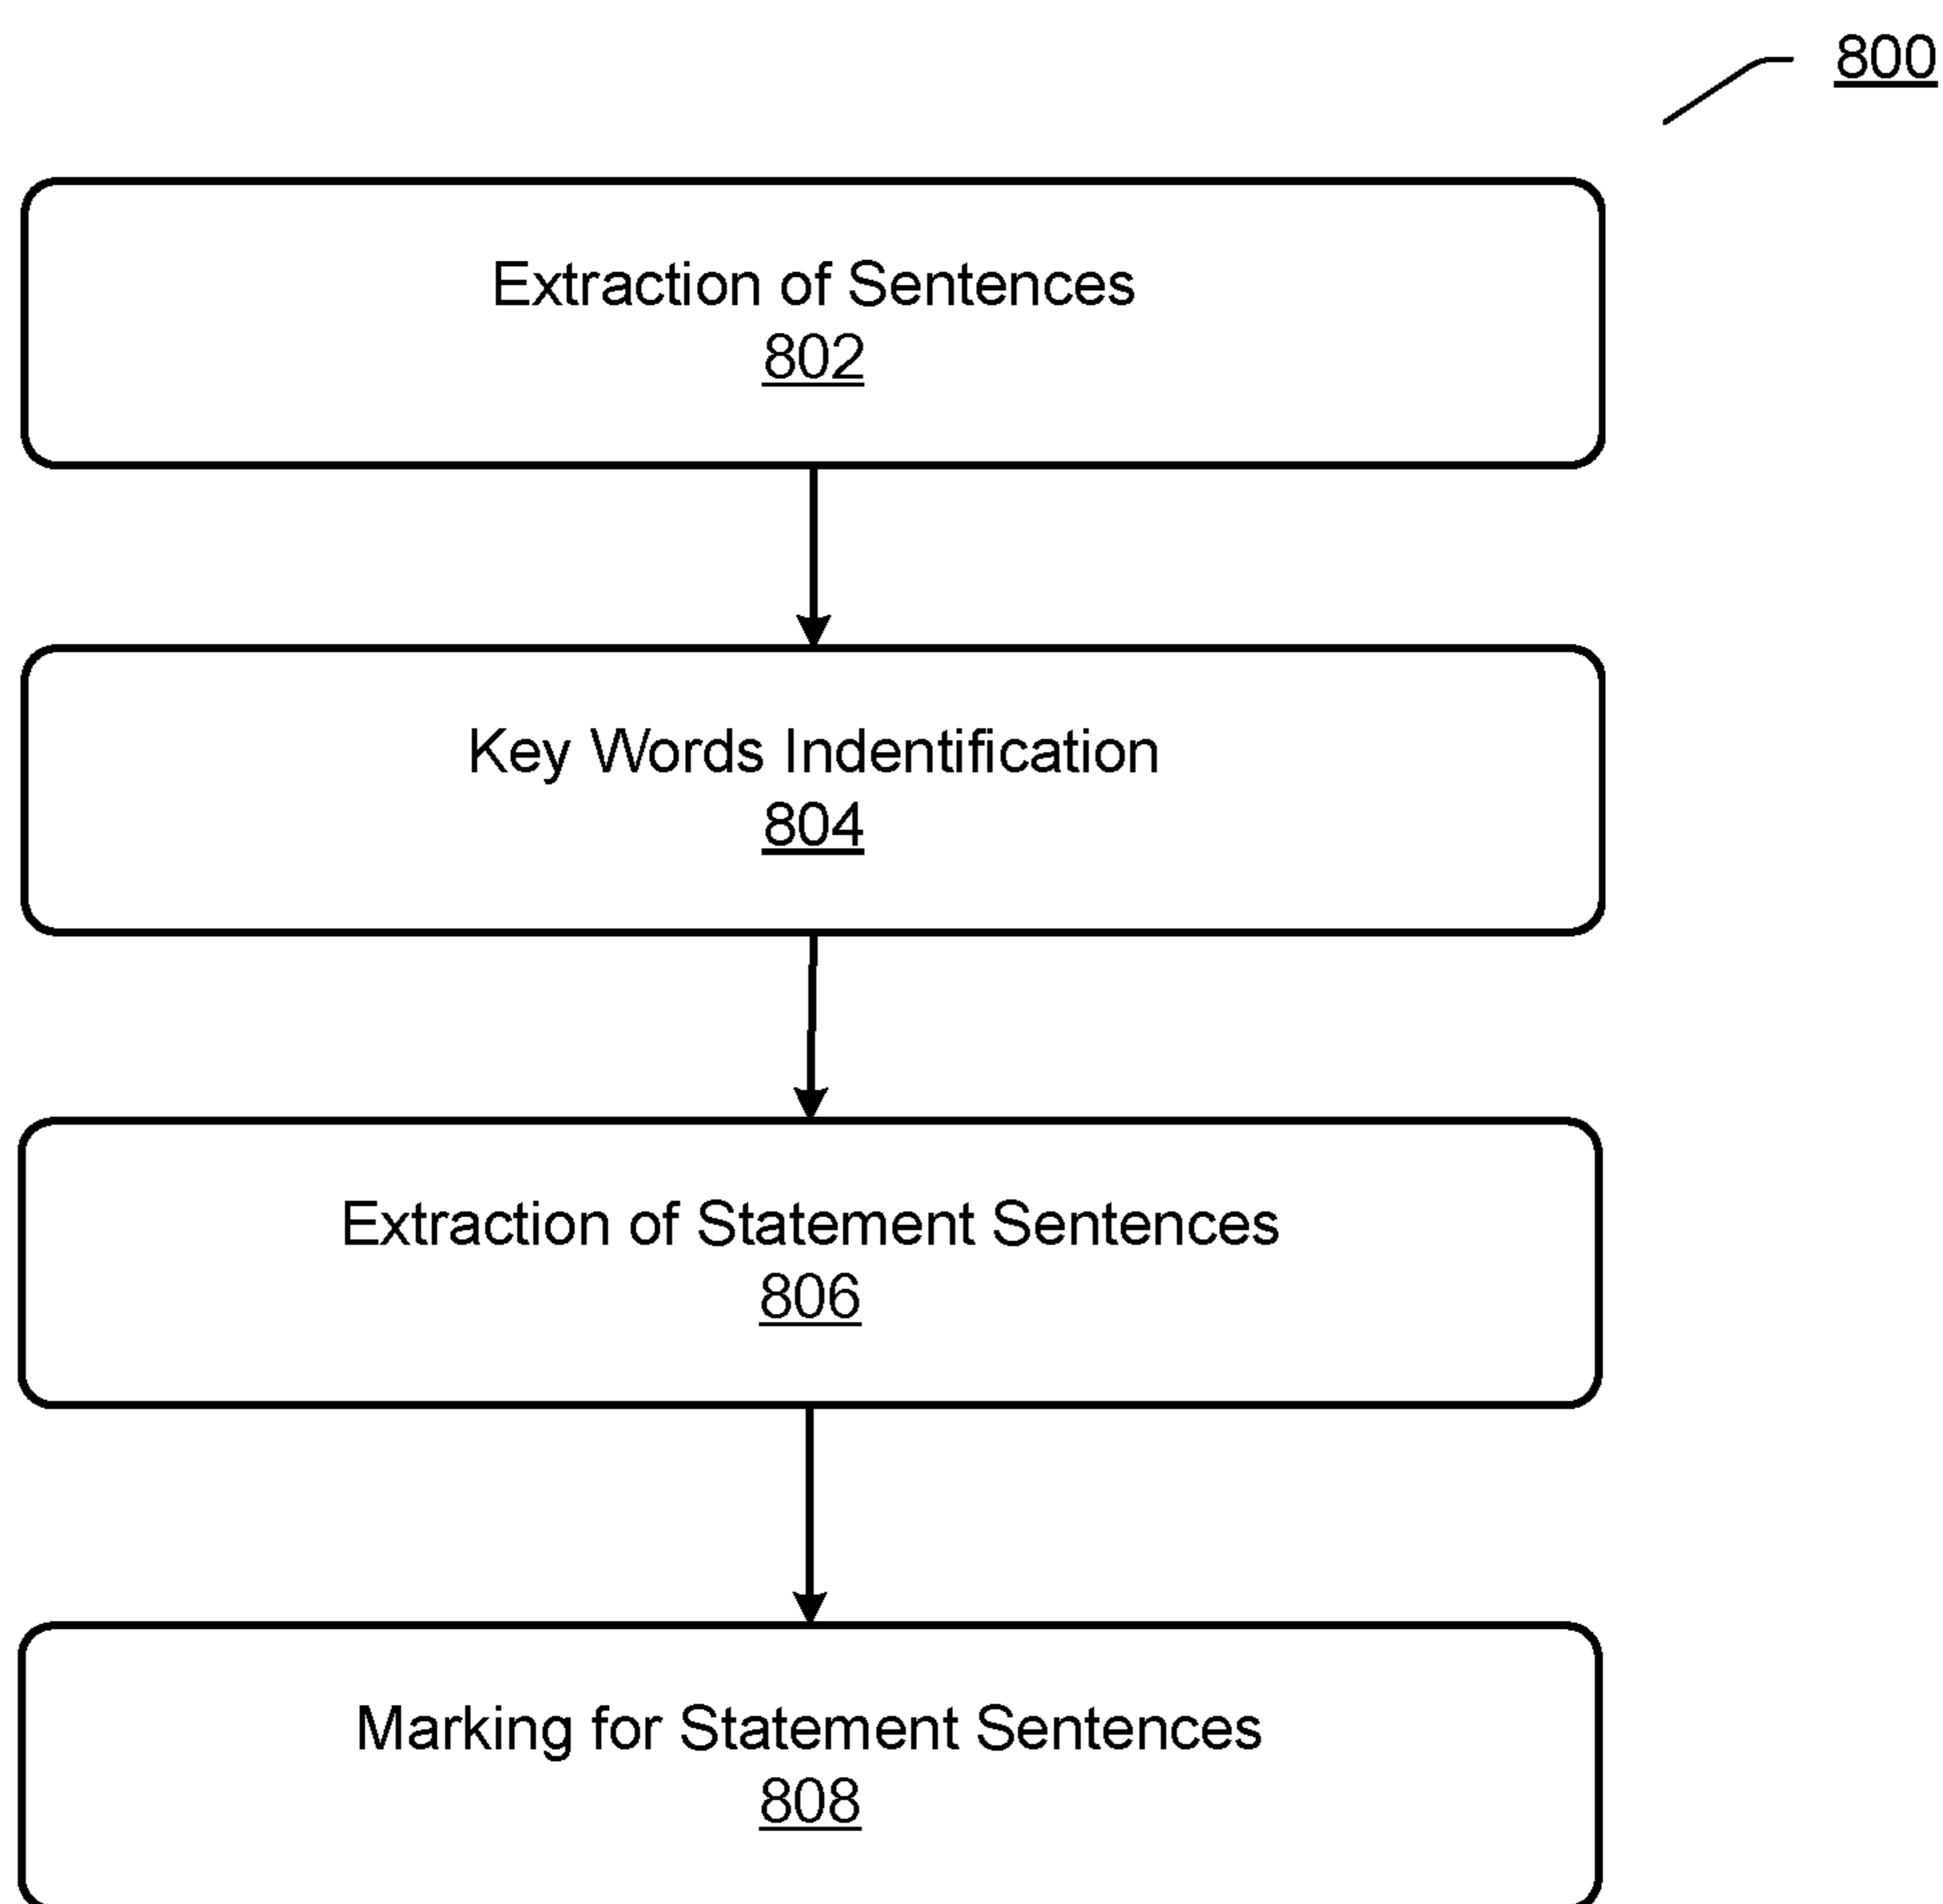 800
Extraction of Sentences
802
Key Words Indentification
804
Extraction of Statement Sentences
806
Marking for Statement Sentences
808